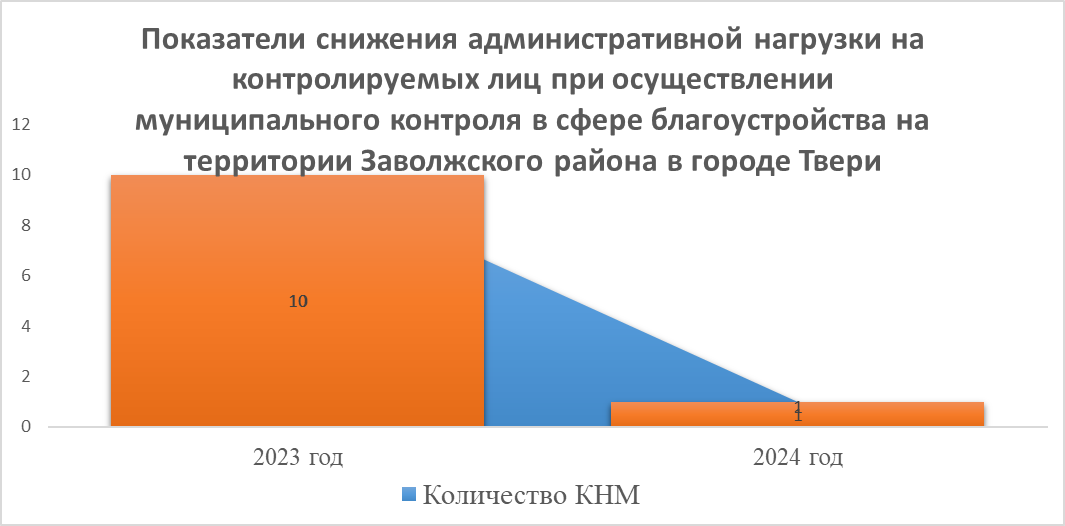 Показатели снижения административной нагрузки на
контролируемых лиц при осуществлении
муниципального контроля в сфере благоустройства на
территории Заволжского района в городе Твери
12
10
8
6
4
2
0
10
1
1
2023 год
2024 год
Количество КНМ